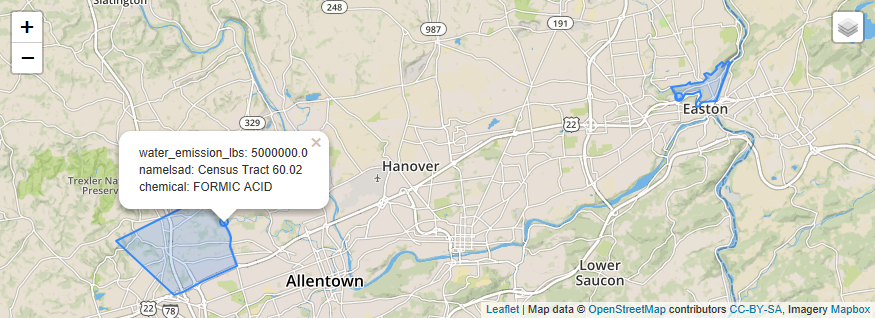 Slatington
248
987
191
+
−
Easton
22
329
×
water_emission_lbs: 5000000.0
namelsad: Census Tract 60.02
chemical: FORMIC ACID
Hanover
Trexler Na
Preserv
Lower
Saucon
Allentown
22
78
Leaflet | Map data © OpenStreetMap contributors CC-BY-SA, Imagery Mapbox